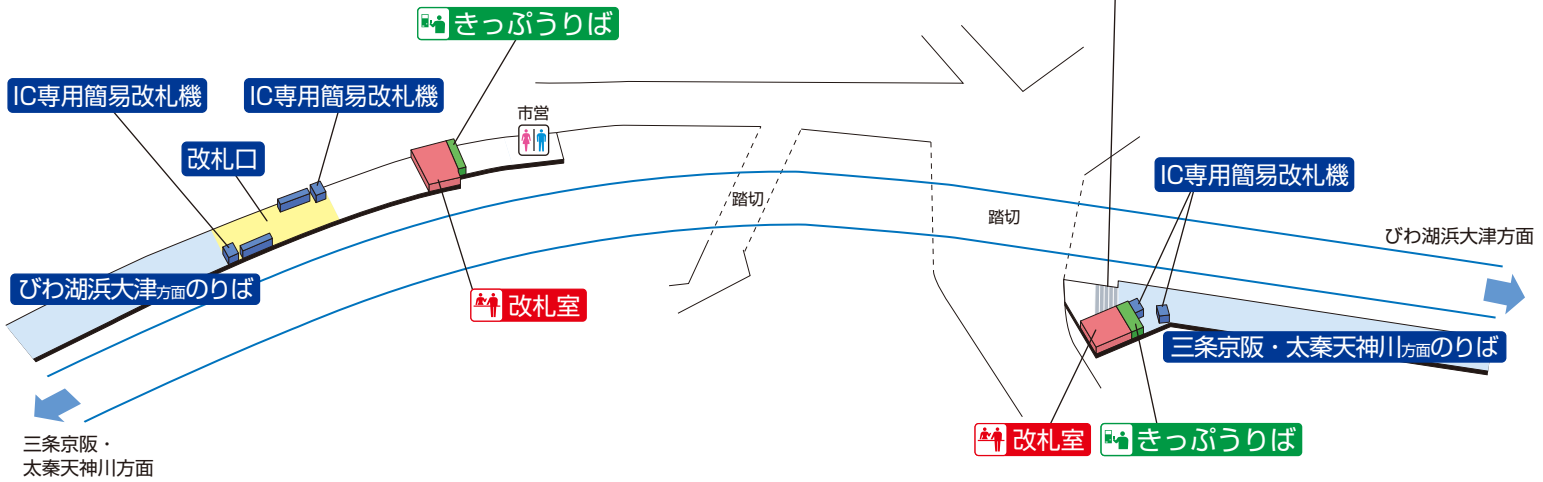 きっぷうりば
IC専用簡易改札機
IC専用簡易改札機
市営
改札口
IC専用簡易改札機
踏切
踏切
びわ湖浜大津方面
びわ湖浜大津方面のりば
改札室
三条京阪・太秦天神川方面のりば
三条京阪・
太秦天神川方面
改札室
きっぷうりば